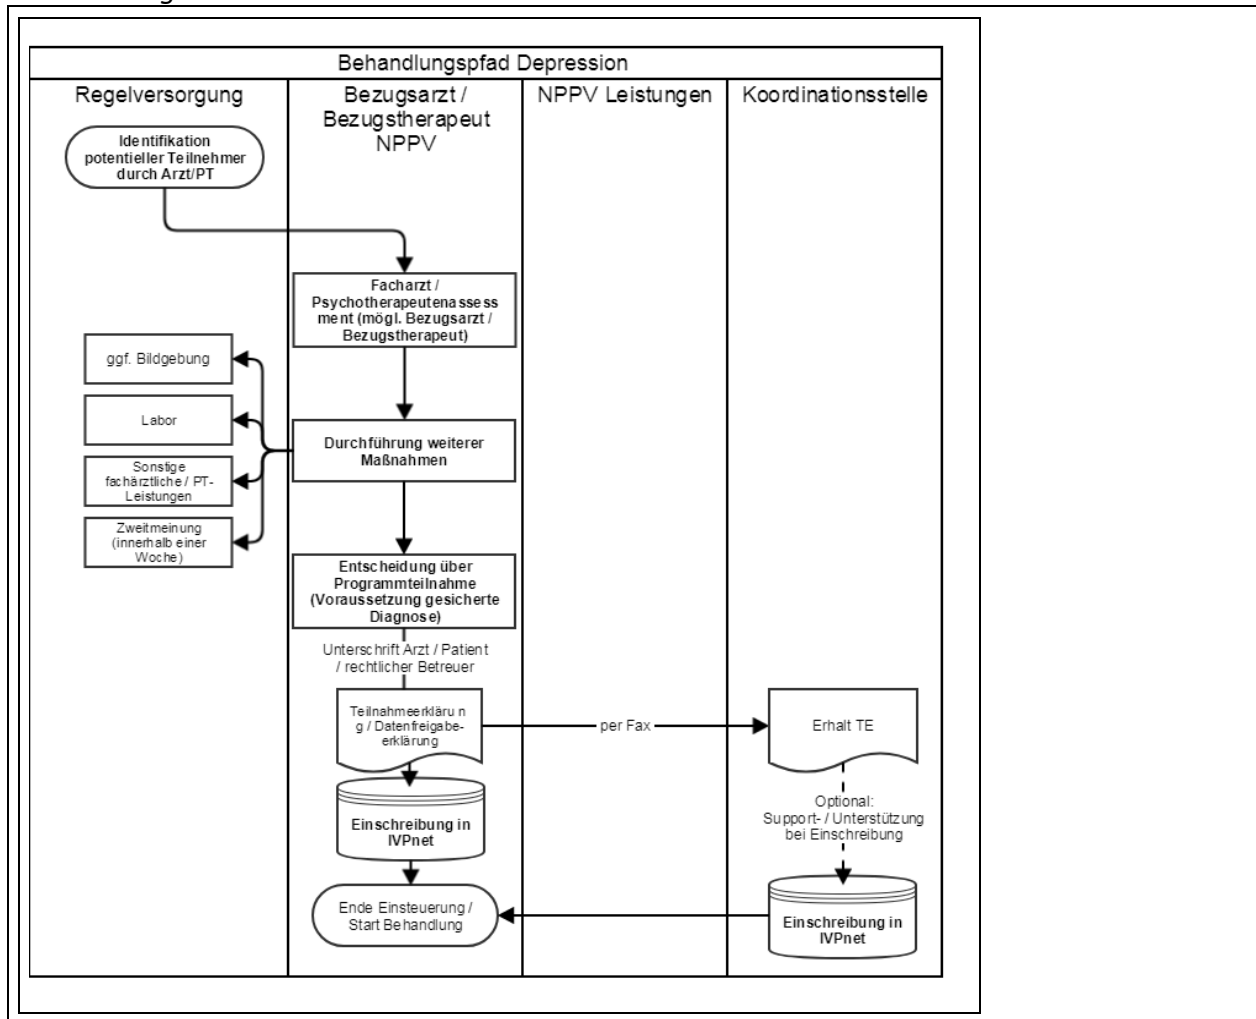 Behandlungspfad Depression
Regelversorgung
Bezugsarzt /
Bezugstherapeut
NPPV
NPPV Leistungen
Koordinationsstelle
Identifikation
potentieller Teilnehmer
durch Arzt/PT
Facharzt /
Psychotherapeutenassess
ment (mögl. Bezugsarzt /
Bezugstherapeut)
ggf. Bildgebung
Labor
Sonstige
fachärztliche / PT-
Leistungen
Zweitmeinung
(innerhalb einer
Woche)
Durchführung weiterer
Maßnahmen
Entscheidung über
Programmteilnahme
(Voraussetzung gesicherte
Diagnose)
Unterschrift Arzt / Patient
/ rechtlicher Betreuer
Teilnahmeerkläru n
g / Datenfreigabe-
erklärung
per Fax
Erhalt TE
Optional:
Support- / Unterstützung
bei Einschreibung
Einschreibung in
IVPnet
Einschreibung in
IVPnet
Ende Einsteuerung /
Start Behandlung